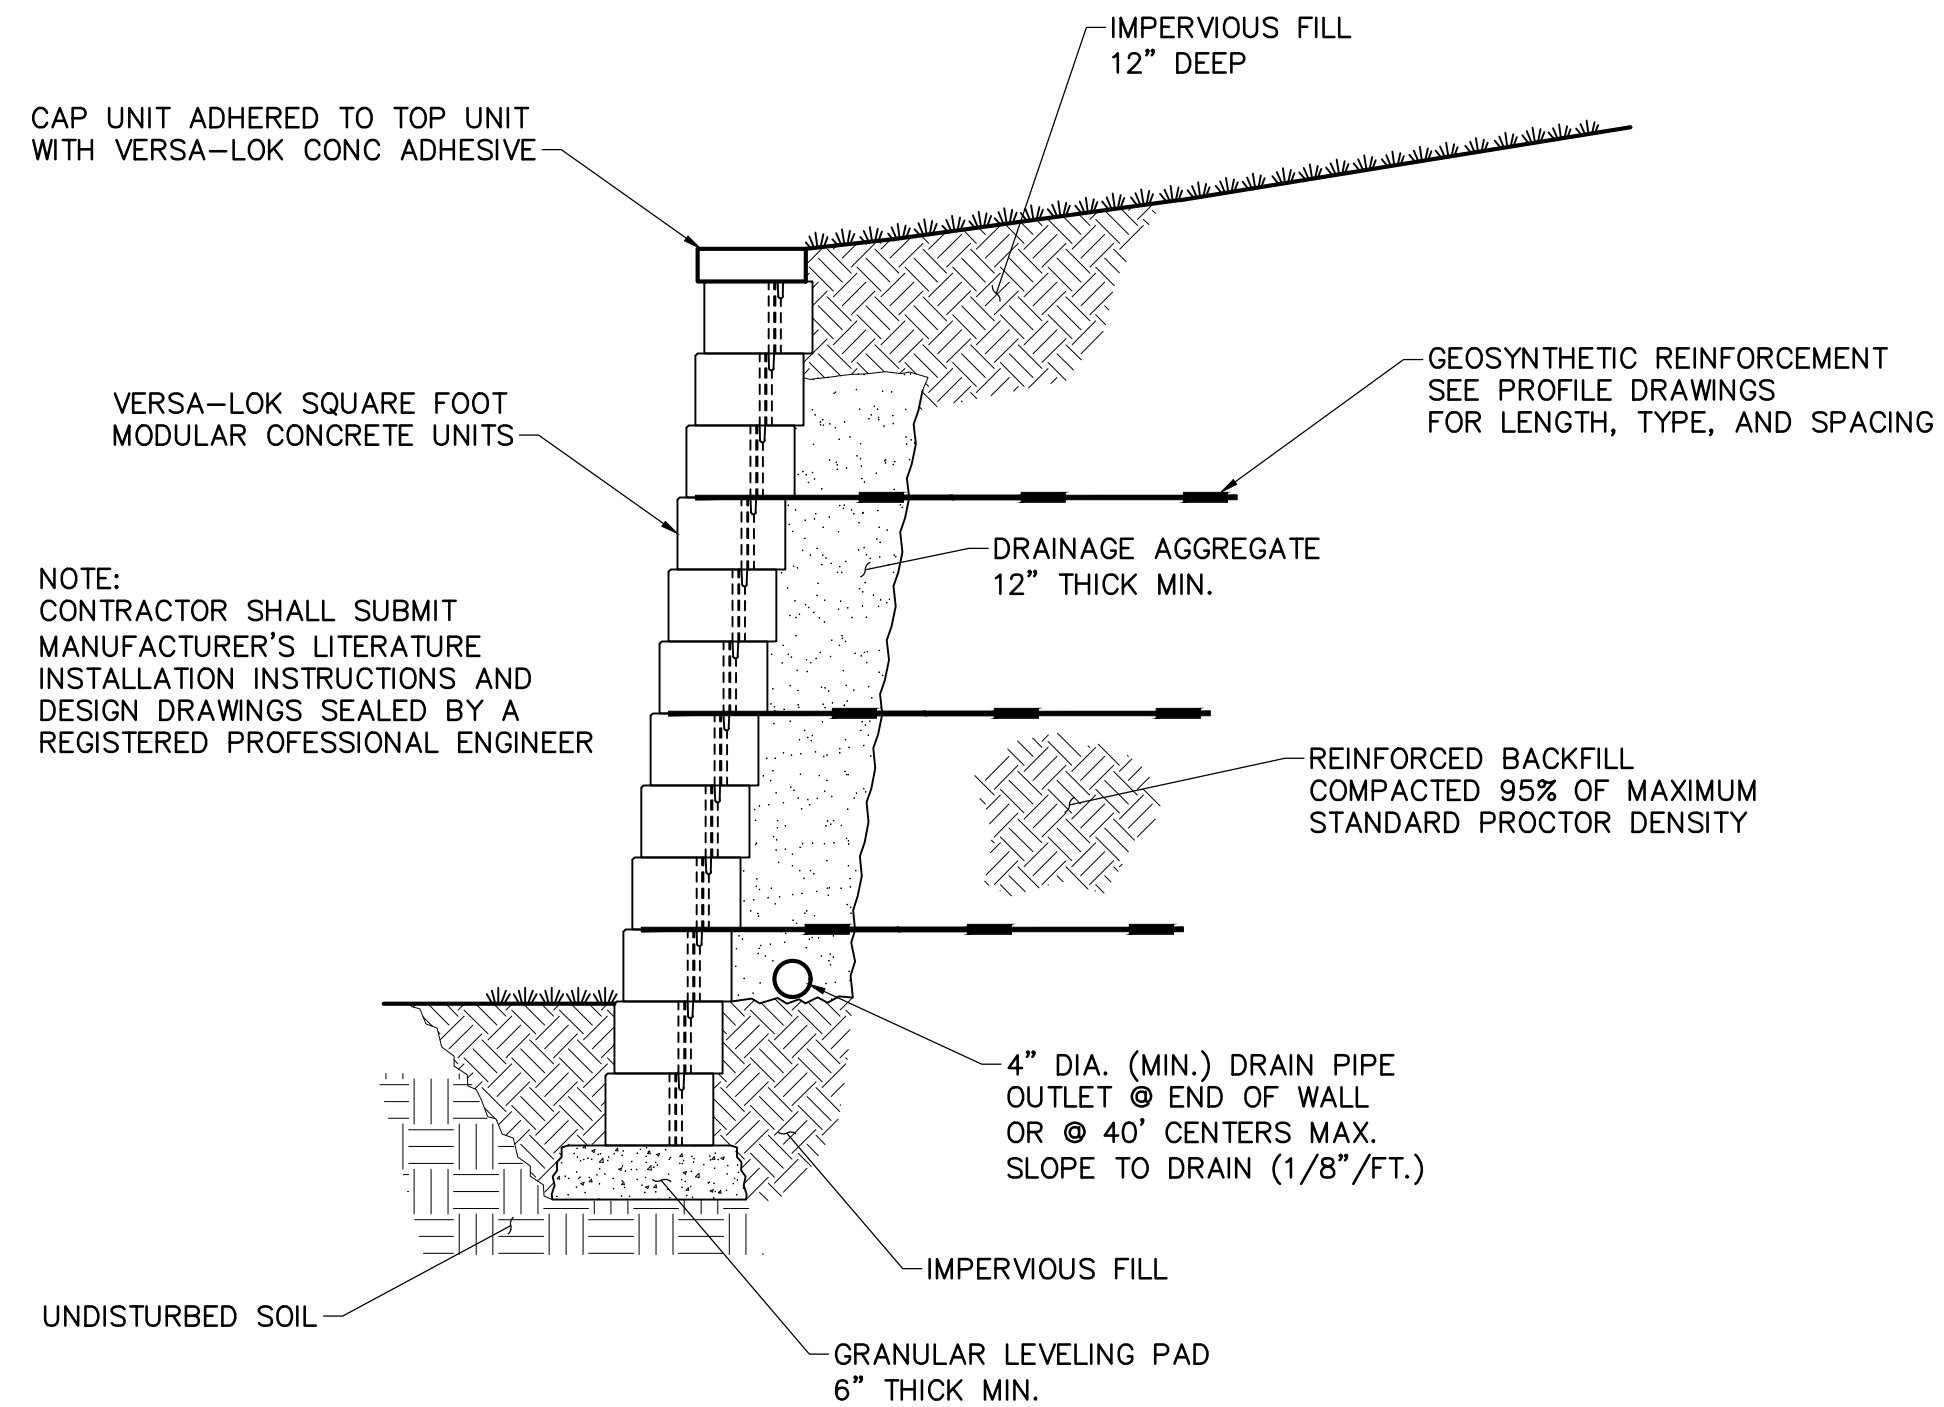 IMPERVIOUS FILL
12” DEEP
CAP UNIT ADHERED TO TOP UNIT
WITH VERSA–LOK CONC ADHESIVE
GEOSYNTHETIC REINFORCEMENT
SEE PROFILE DRAWINGS
FOR LENGTH, TYPE, AND SPACING
VERSA–LOK SQUARE FOOT
MODULAR CONCRETE UNITS
DRAINAGE AGGREGATE
12” THICK MIN.
NOTE:
CONTRACTOR SHALL SUBMIT
MANUFACTURER’S LITERATURE
INSTALLATION INSTRUCTIONS AND
DESIGN DRAWINGS SEALED BY A
REGISTERED PROFESSIONAL ENGINEER
REINFORCED BACKFILL
COMPACTED 95% OF MAXIMUM
STANDARD PROCTOR DENSITY
4” DIA. (MIN.) DRAIN PIPE
OUTLET @ END OF WALL
OR @ 40’ CENTERS MAX.
SLOPE TO DRAIN (1/8”/FT.)
IMPERVIOUS FILL
UNDISTURBED SOIL
GRANULAR LEVELING PAD
6” THICK MIN.